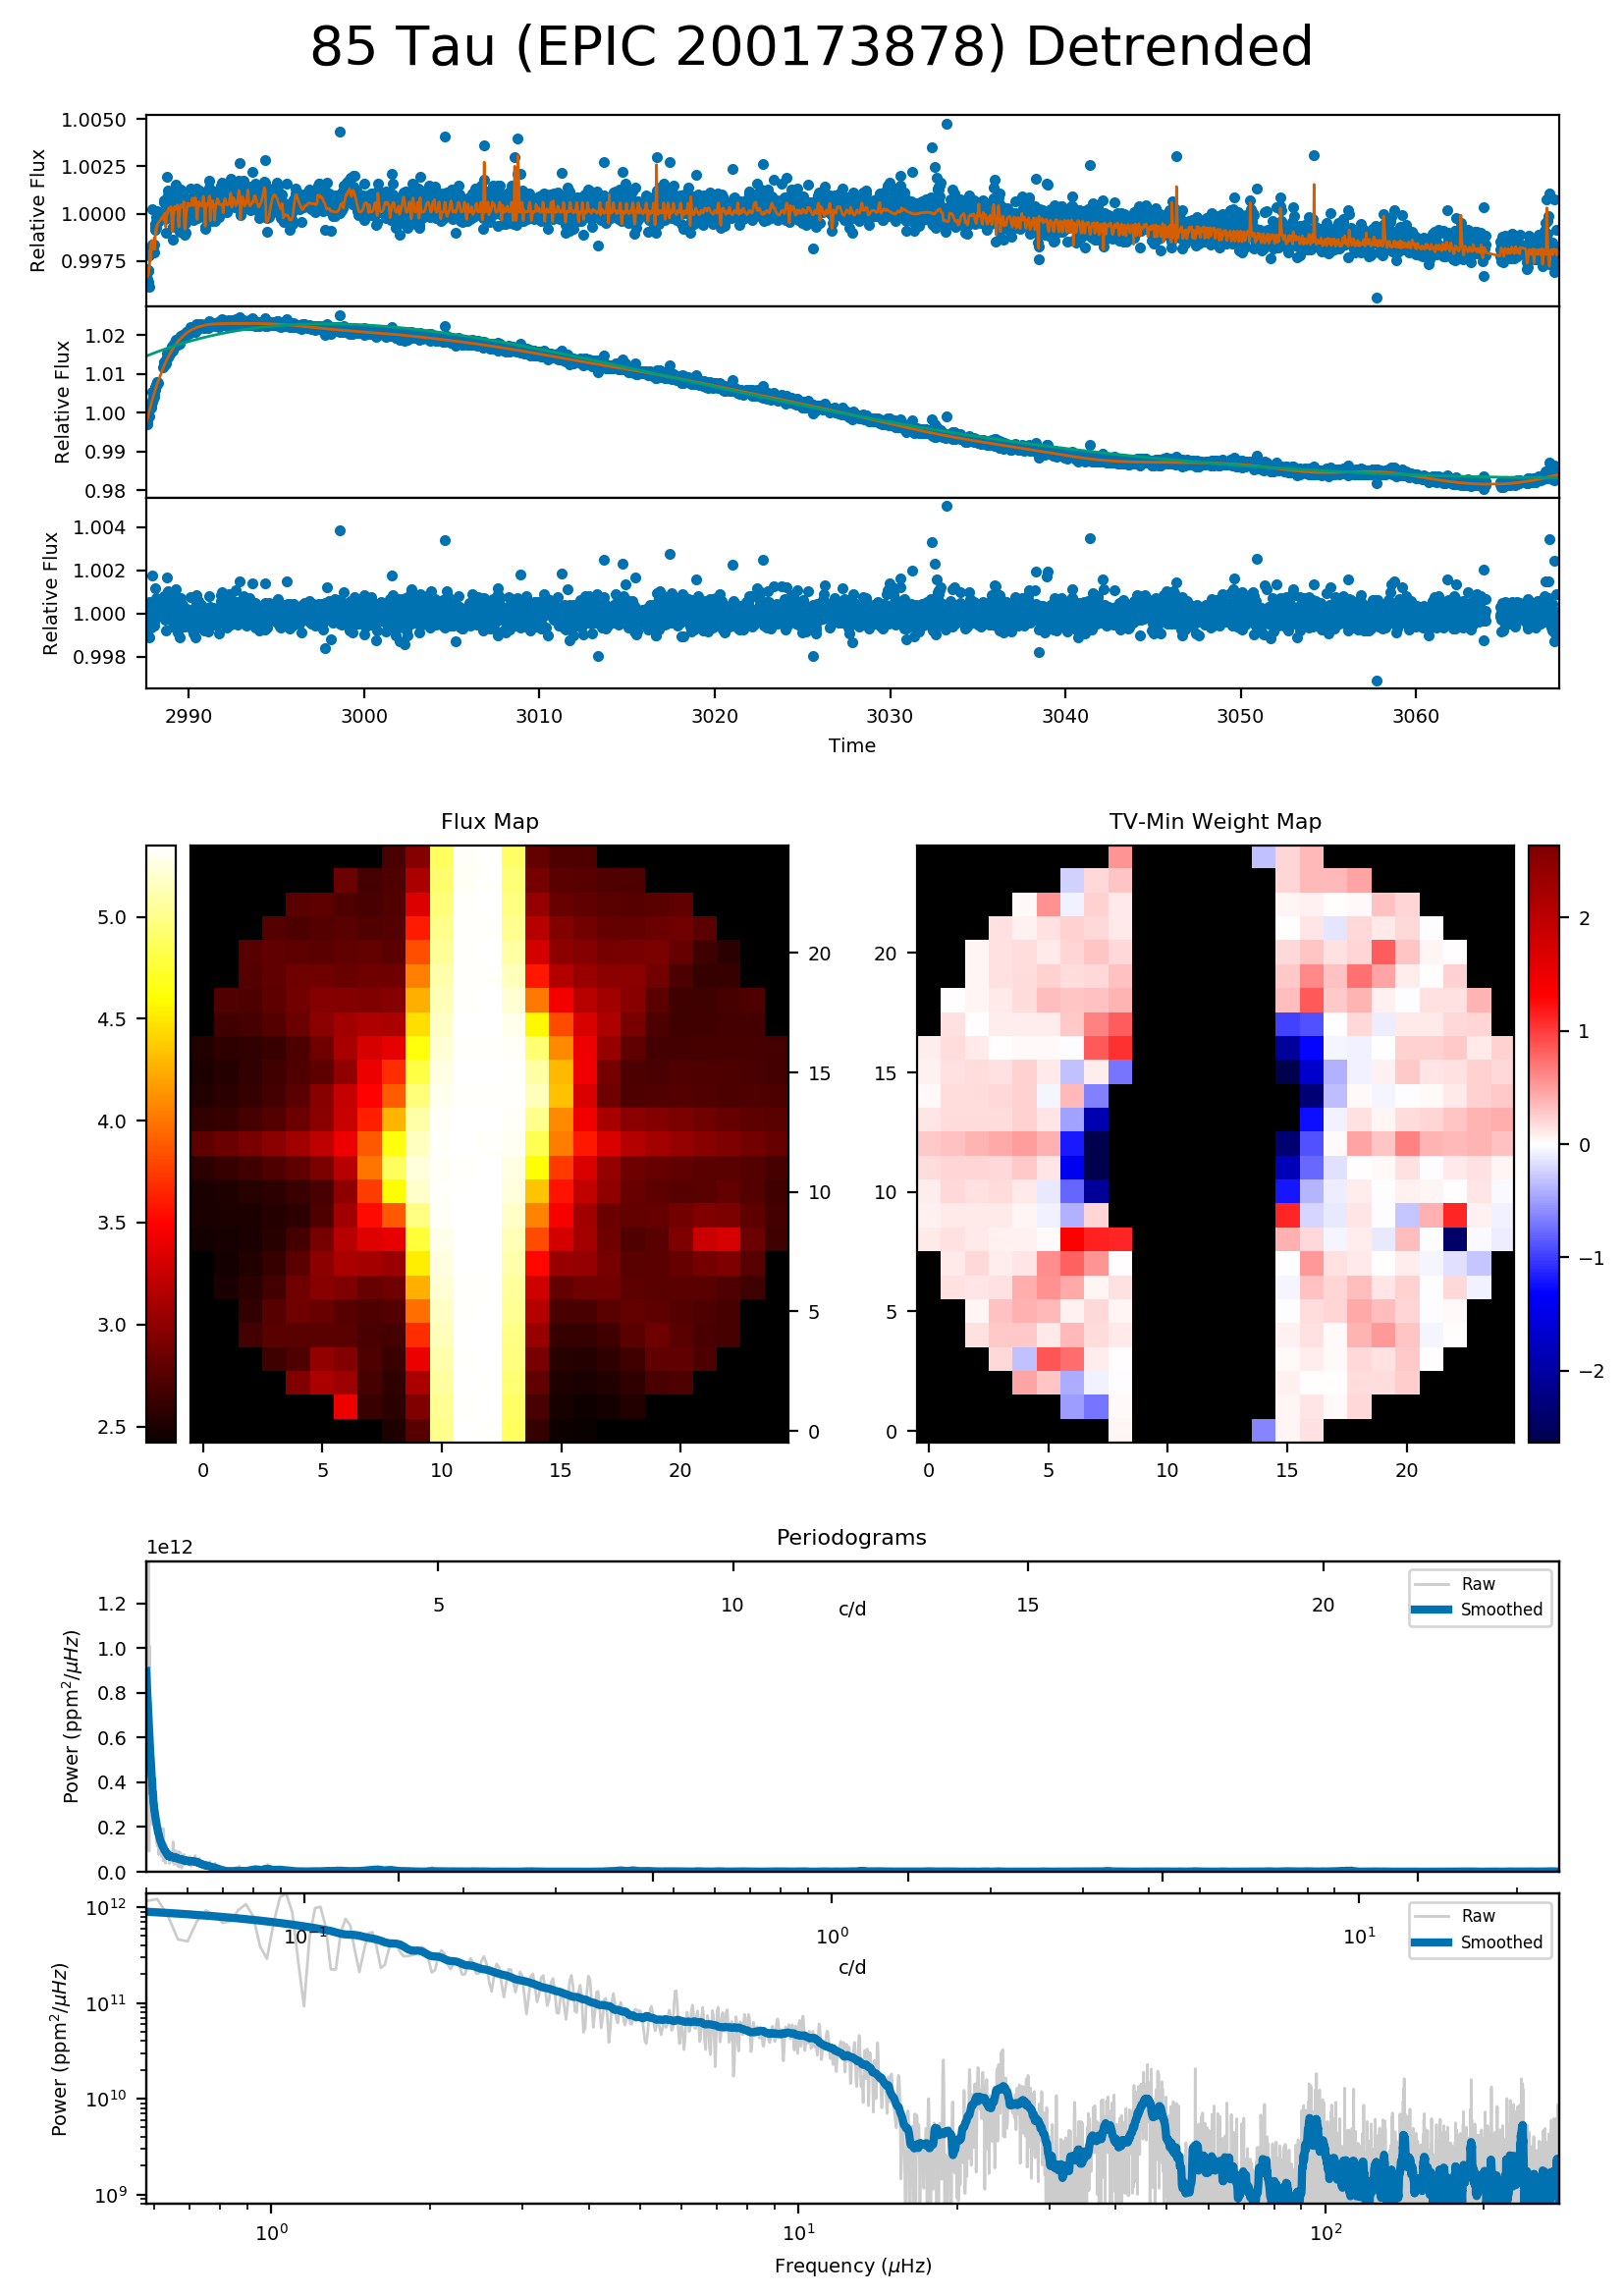 85 Tau (EPIC 200173878) Detrended
1.0050
1.0025
1.0000
0.9975
Relative Flux
1.02
1.01
1.00
0.99
0.98
Relative Flux
1.004
1.002
1.000
0.998
Relative Flux
2990 3000 3010 3020 3030 3040 3050 3060
Time
Flux Map
5.0
4.5
4.0
3.5
3.0
2.5
20
15
10
5
0
0 5 10 15 20
TV-Min Weight Map
20
15
10
5
0
0 5 10 15 20
2
1
0
−1
−2
Periodograms
1e12
1.2
1.0
0.8
0.6
0.4
0.2
0.0
Power (ppm²/μHz)
5 10 15 20
c/d
Raw
Smoothed
10¹²
10¹¹
10¹⁰
10⁹
Power (ppm²/μHz)
10⁻¹ 10⁰ 10¹
c/d
Raw
Smoothed
10⁰ 10¹ 10²
Frequency (μHz)